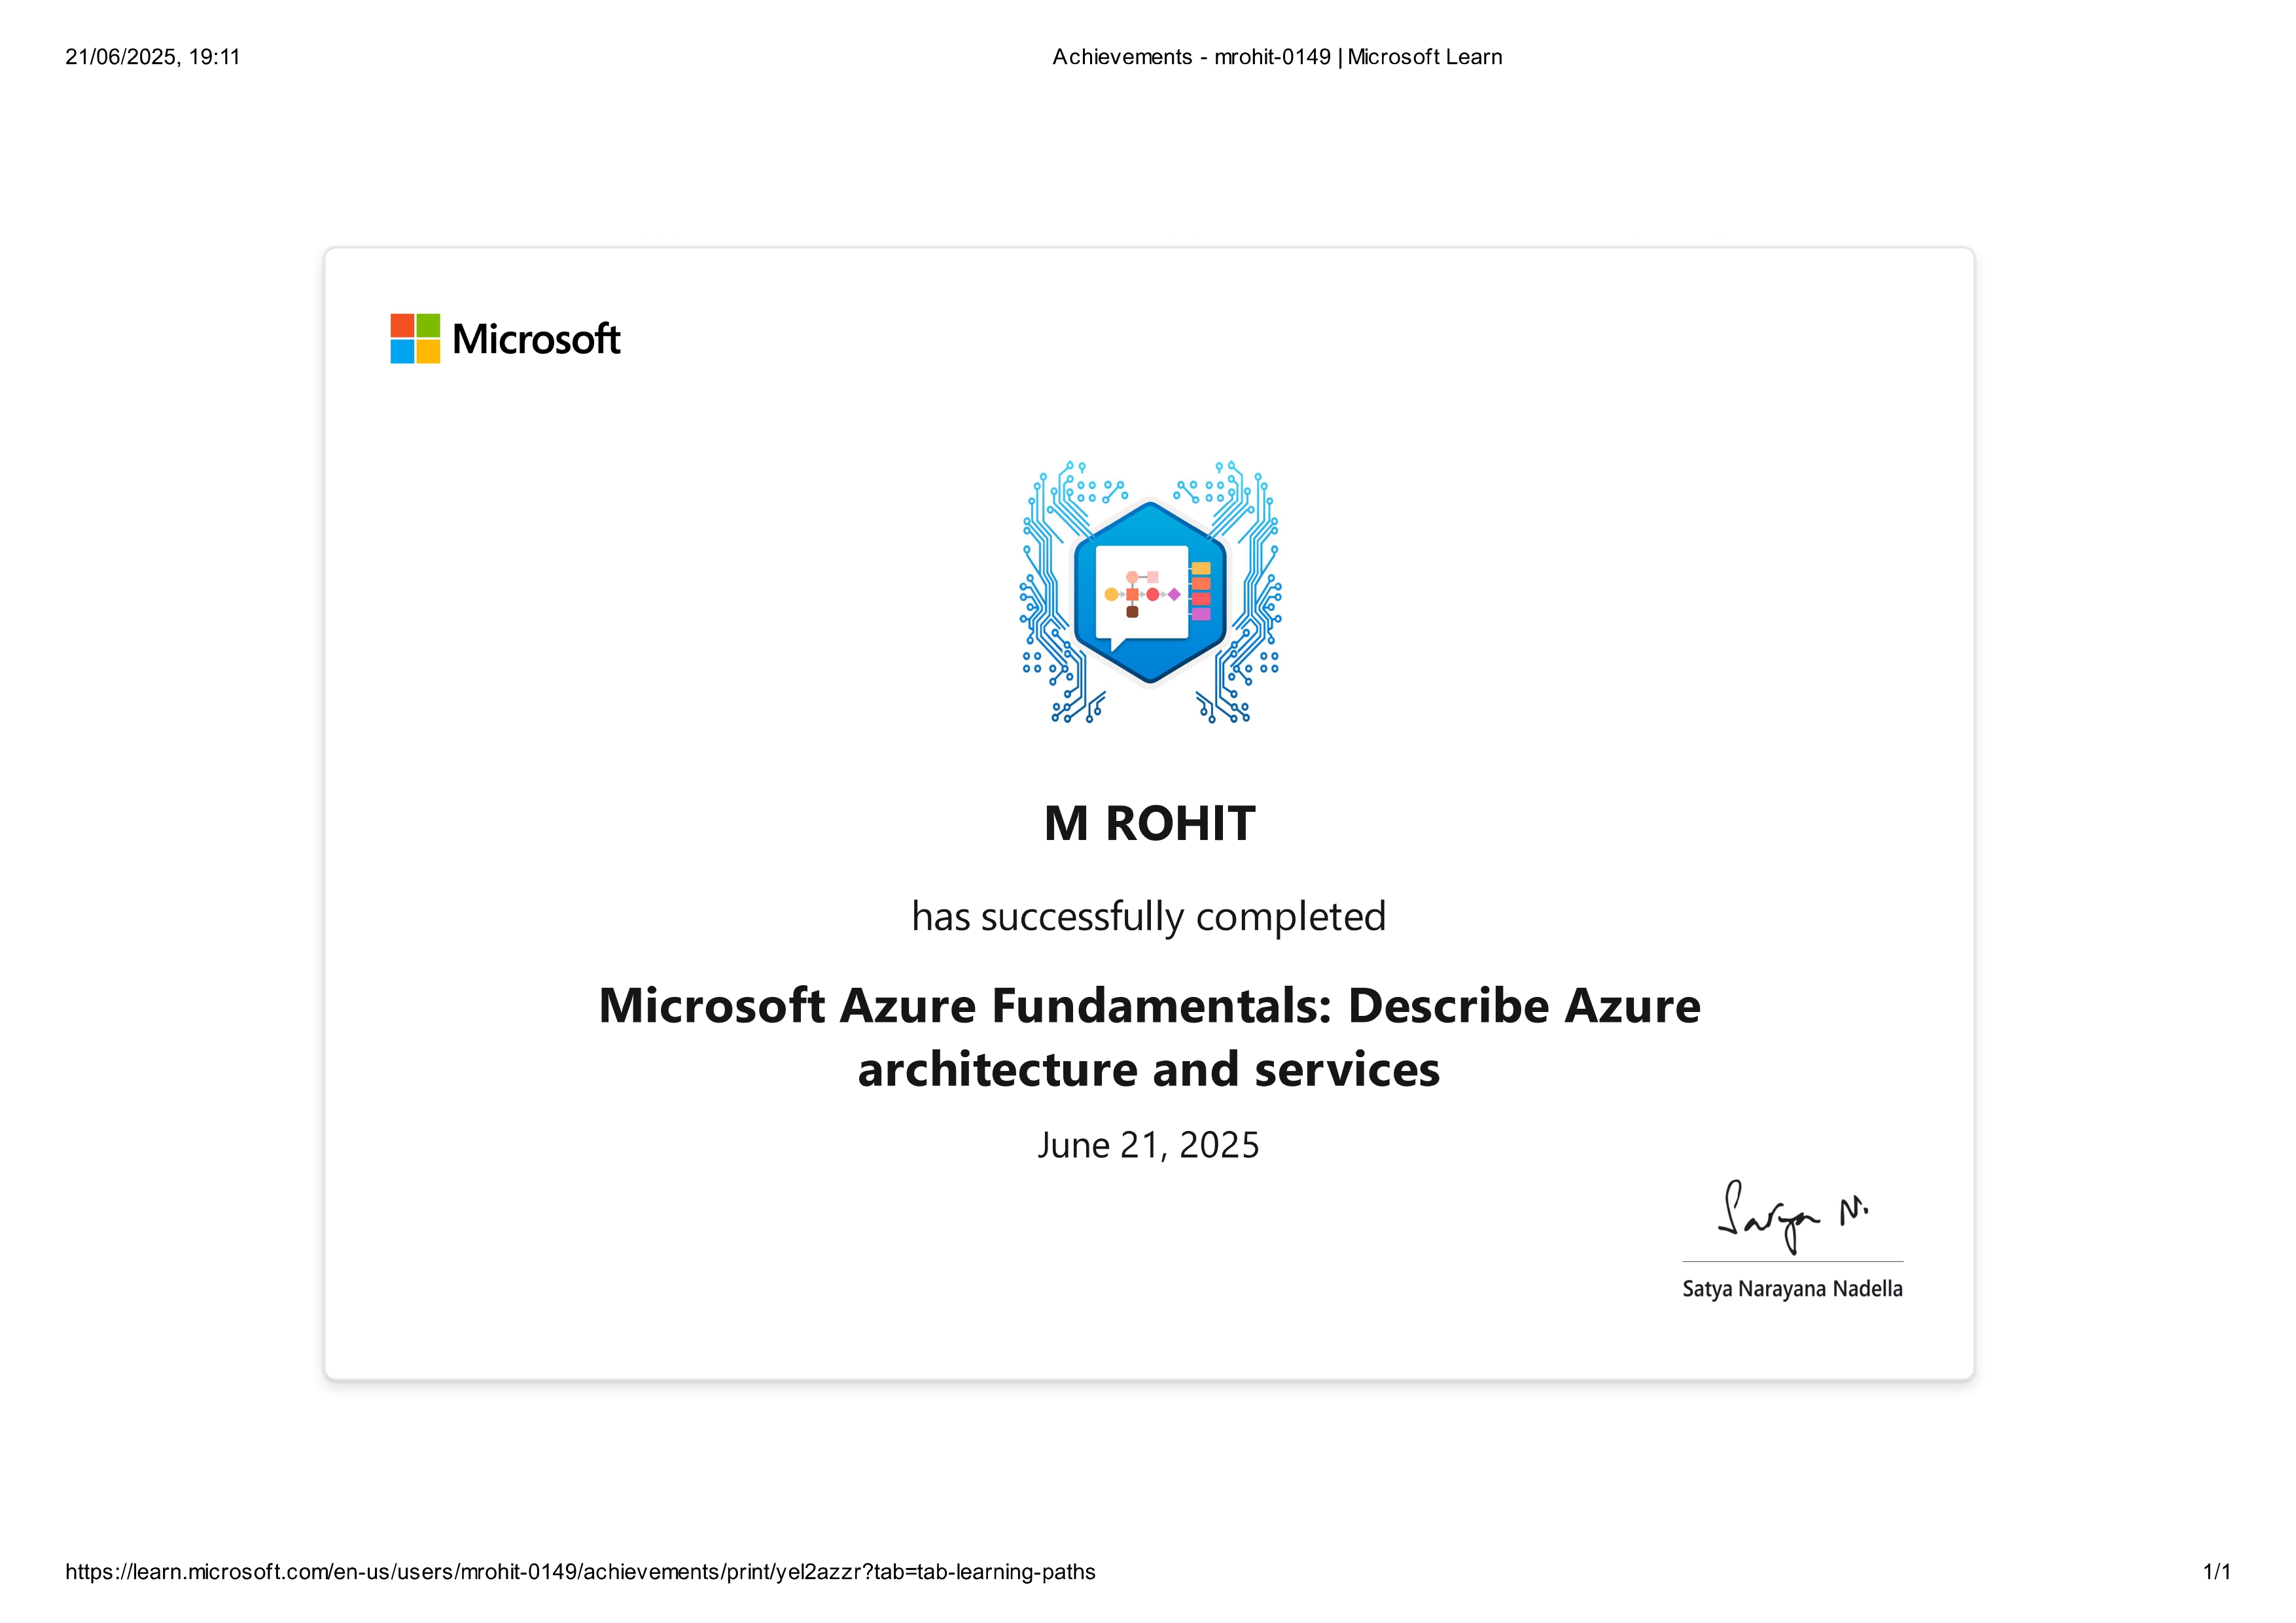 21/06/2025, 19:11
Achievements - mrohit-0149 | Microsoft Learn
Microsoft
M ROHIT
has successfully completed
Microsoft Azure Fundamentals: Describe Azure
architecture and services
June 21, 2025
Satya N.
Satya Narayana Nadella
https://learn.microsoft.com/en-us/users/mrohit-0149/achievements/print/yel2azzr?tab=tab-learning-paths
1/1